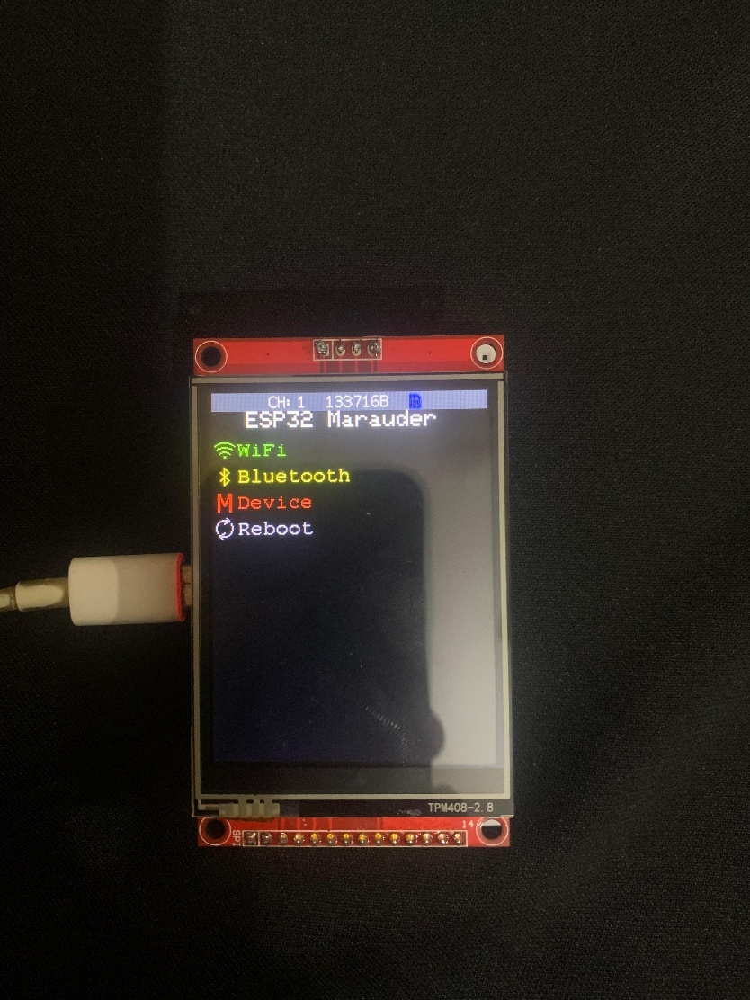 CH: 1 133716B
ESP32 Marauder
WiFi
Bluetooth
Device
Reboot
TPM408-2.8
14
SPI